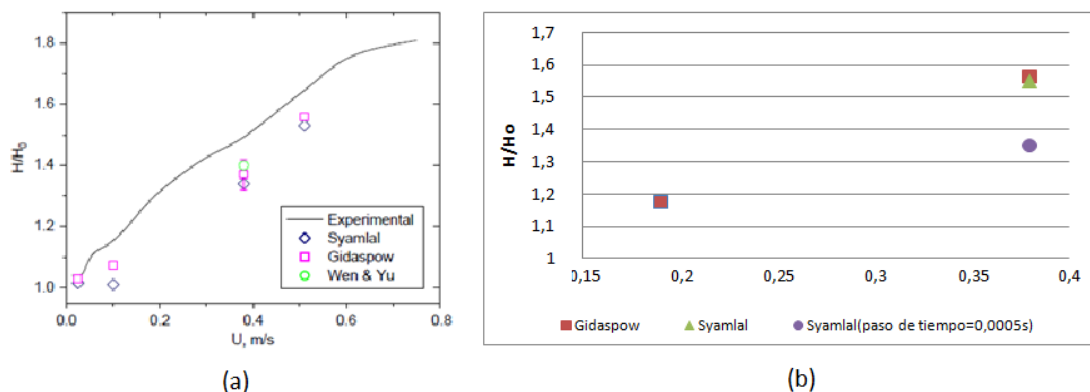 1.8
1.6
1.4
1.2
1.0
H/H0
0.0 0.2 0.4 0.6 0.8
U, m/s
Experimental
Syamlal
Gidaspow
Wen & Yu
(a)
1,7
1,6
1,5
1,4
1,3
1,2
1,1
1
H/Ho
0,15 0,2 0,25 0,3 0,35 0,4
Gidaspow Syamlal Syamlal(paso de tiempo=0,0005s)
(b)